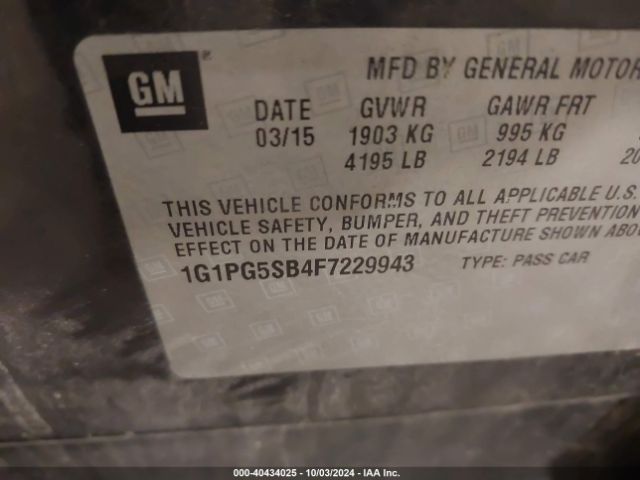 GM
MFD BY GENERAL MOTOR
DATE GVWR GAWR FRT
03/15 1903 KG 995 KG
4195 LB 2194 LB 20
THIS VEHICLE CONFORMS TO ALL APPLICABLE U.S.
VEHICLE SAFETY, BUMPER, AND THEFT PREVENTION
EFFECT ON THE DATE OF MANUFACTURE SHOWN ABO
1G1PG5SB4F7229943 TYPE: PASS CAR
000-40434025 - 10/03/2024 - IAA Inc.